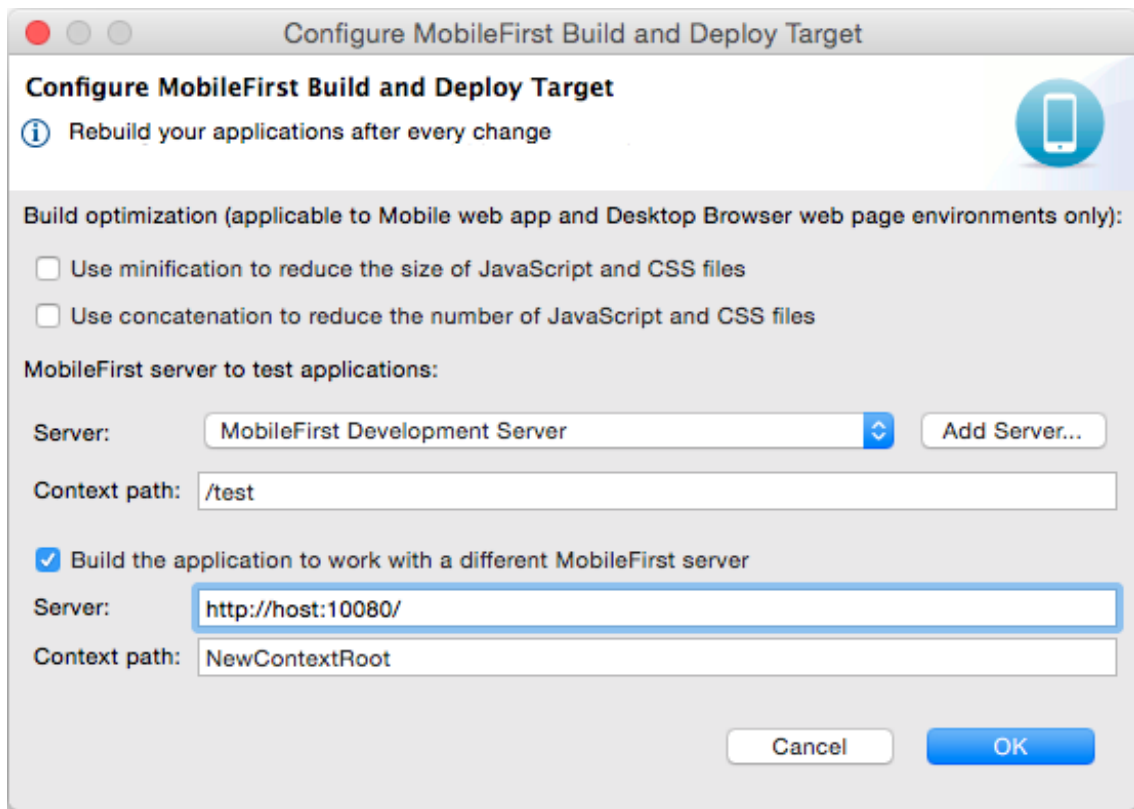 Configure MobileFirst Build and Deploy Target
Configure MobileFirst Build and Deploy Target
Rebuild your applications after every change
Build optimization (applicable to Mobile web app and Desktop Browser web page environments only):
Use minification to reduce the size of JavaScript and CSS files
Use concatenation to reduce the number of JavaScript and CSS files
MobileFirst server to test applications:
Server: MobileFirst Development Server Add Server...
Context path: /test
Build the application to work with a different MobileFirst server
Server: http://host:10080/
Context path: NewContextRoot
Cancel OK